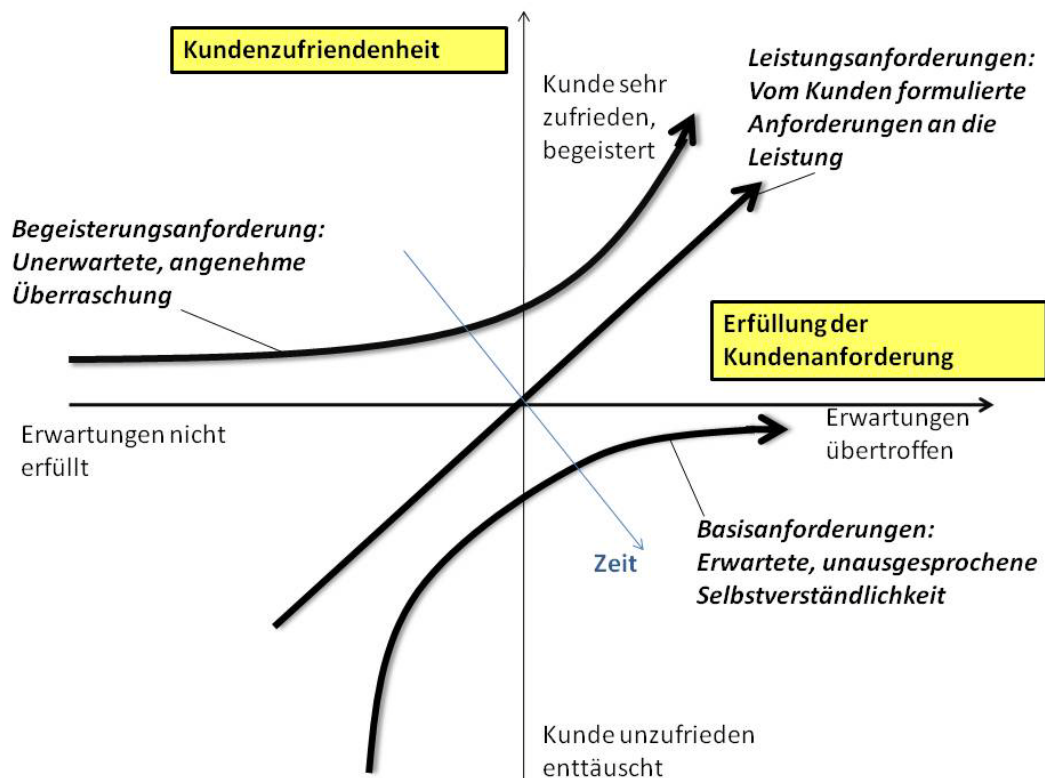 Kundenzufriendenheit
Kunde sehr
zufrieden,
begeistert
Leistungsanforderungen:
Vom Kunden formulierte
Anforderungen an die
Leistung
Begeisterungsanforderung:
Unerwartete, angenehme
Überraschung
Erfüllung der
Kundenanforderung
Erwartungen nicht
erfüllt
Erwartungen
übertroffen
Zeit
Basisanforderungen:
Erwartete, unausgesprochene
Selbstverständlichkeit
Kunde unzufrieden
enttäuscht